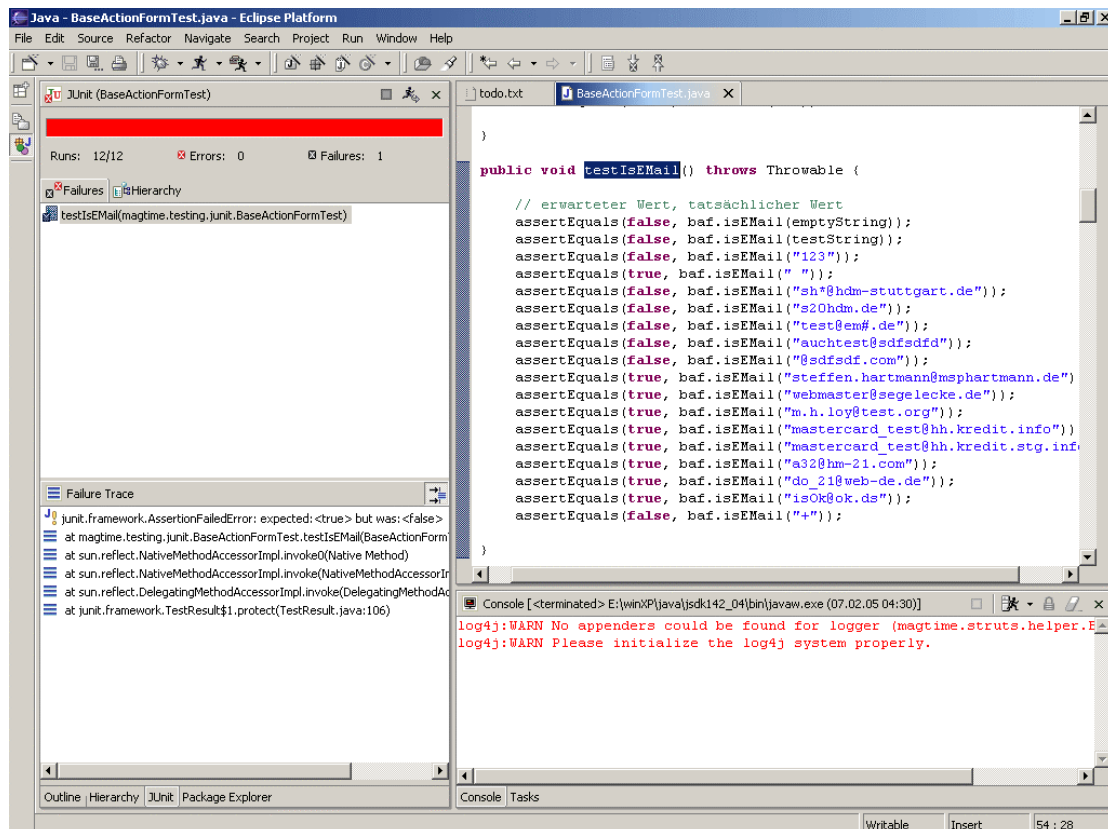 Java - BaseActionFormTest.java - Eclipse Platform
File Edit Source Refactor Navigate Search Project Run Window Help
JUnit (BaseActionFormTest)
Runs: 12/12 Errors: 0 Failures: 1
Failures Hierarchy
testIsEMail(magtime.testing.junit.BaseActionFormTest)
Failure Trace
junit.framework.AssertionFailedError: expected:<true> but was:<false>
at magtime.testing.junit.BaseActionFormTest.testIsEMail(BaseActionForm
at sun.reflect.NativeMethodAccessorImpl.invoke0(Native Method)
at sun.reflect.NativeMethodAccessorImpl.invoke(NativeMethodAccessorIr
at sun.reflect.DelegatingMethodAccessorImpl.invoke(DelegatingMethodAc
at junit.framework.TestResult$1.protect(TestResult.java:106)
Outline Hierarchy JUnit Package Explorer
todo.txt BaseActionFormTest.java
}
public void testIsEMail() throws Throwable {
// erwarteter Wert, tatsächlicher Wert
assertEquals(false, baf.isEMail(emptyString));
assertEquals(false, baf.isEMail(testString));
assertEquals(false, baf.isEMail("123"));
assertEquals(true, baf.isEMail(" "));
assertEquals(false, baf.isEMail("sh*@hdm-stuttgart.de"));
assertEquals(false, baf.isEMail("s20hdm.de"));
assertEquals(false, baf.isEMail("test@em#.de"));
assertEquals(false, baf.isEMail("auchtest@sdfsdfd"));
assertEquals(false, baf.isEMail("@sdfsdf.com"));
assertEquals(true, baf.isEMail("steffen.hartmann@msphartmann.de")
assertEquals(true, baf.isEMail("webmaster@segelecke.de"));
assertEquals(true, baf.isEMail("m.h.loy@test.org"));
assertEquals(true, baf.isEMail("mastercard_test@hh.kredit.info"))
assertEquals(true, baf.isEMail("mastercard_test@hh.kredit.stg.inf
assertEquals(true, baf.isEMail("a32@hm-21.com"));
assertEquals(true, baf.isEMail("do_21@web-de.de"));
assertEquals(true, baf.isEMail("isOk@ok.ds"));
assertEquals(false, baf.isEMail("+"));
}
Console [<terminated> E:\winXP\java\jsdk142_04\bin\javaw.exe (07.02.05 04:30)]
log4j:WARN No appenders could be found for logger (magtime.struts.helper.B
log4j:WARN Please initialize the log4j system properly.
Console Tasks
Writable Insert 54 : 28